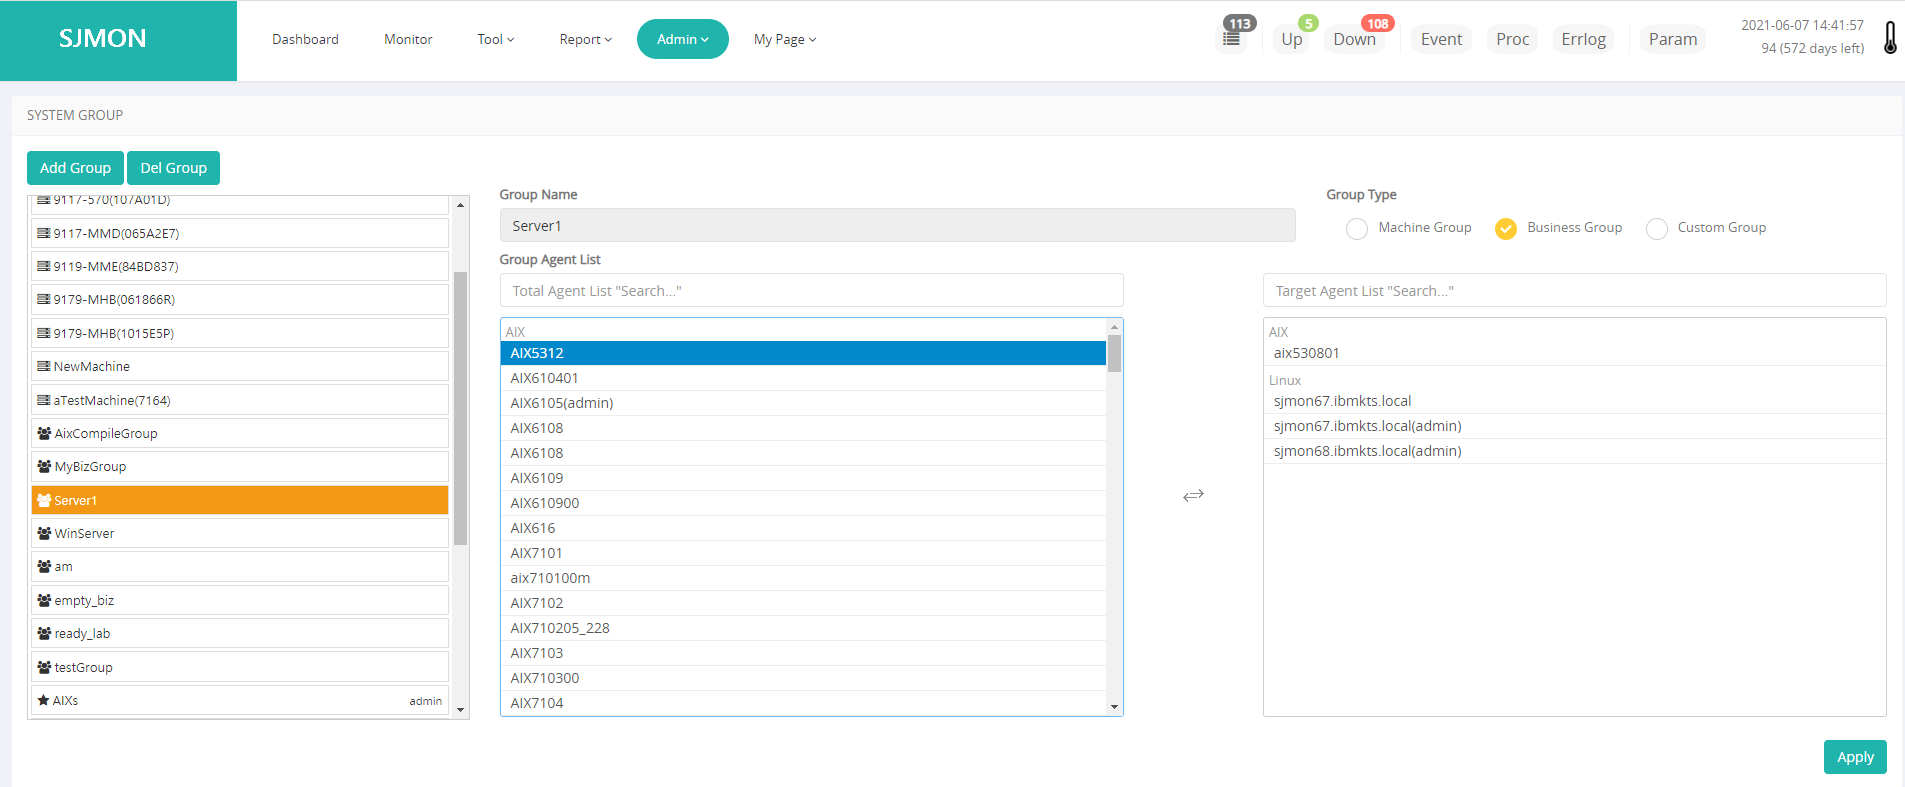 SJMON
Dashboard
Monitor
Tool
Report
Admin
My Page
113
Up
5
Down
108
Event
Proc
Errlog
Param
2021-06-07 14:41:57
94 (572 days left)
SYSTEM GROUP
Add Group
Del Group
9117-570(107A01D)
9117-MMD(065A2E7)
9119-MME(84BD837)
9179-MHB(061866R)
9179-MHB(1015E5P)
NewMachine
aTestMachine(7164)
AixCompileGroup
MyBizGroup
Server1
WinServer
am
empty_biz
ready_lab
testGroup
AIXs admin
Group Name
Server1
Group Type
Machine Group
Business Group
Custom Group
Group Agent List
Total Agent List "Search..."
AIX
AIX5312
AIX610401
AIX6105(admin)
AIX6108
AIX6108
AIX6109
AIX610900
AIX616
AIX7101
aix710100m
AIX7102
AIX710205_228
AIX7103
AIX710300
AIX7104
Target Agent List "Search..."
AIX
aix530801
Linux
sjmon67.ibmkts.local
sjmon67.ibmkts.local(admin)
sjmon68.ibmkts.local(admin)
Apply